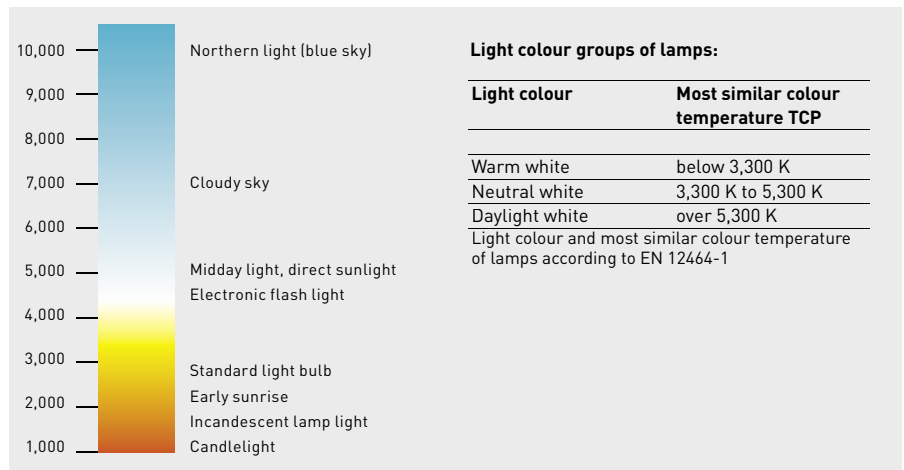 10,000
Northern light (blue sky)
9,000
8,000
7,000
Cloudy sky
6,000
5,000
Midday light, direct sunlight
Electronic flash light
4,000
3,000
Standard light bulb
2,000
Early sunrise
Incandescent lamp light
1,000
Candlelight
Light colour groups of lamps:
Light colour Most similar colour
temperature TCP
Warm white below 3,300 K
Neutral white 3,300 K to 5,300 K
Daylight white over 5,300 K
Light colour and most similar colour temperature
of lamps according to EN 12464-1